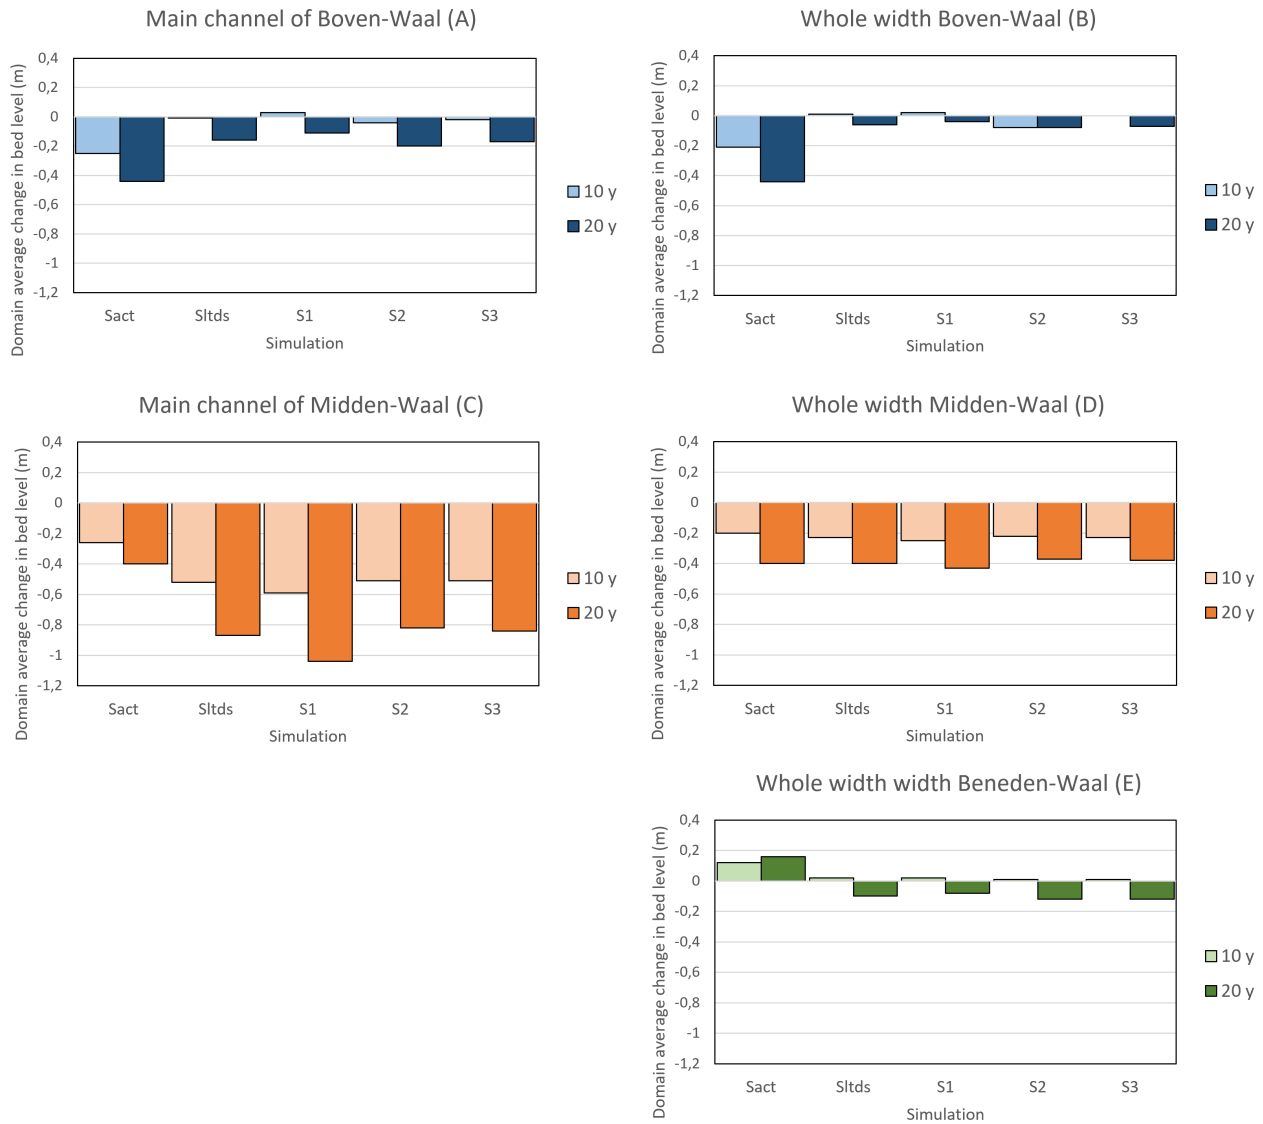 Main channel of Boven-Waal (A)
Domain average change in bed level (m)
0,4
0,2
0
-0,2
-0,4
-0,6
-0,8
-1
-1,2
Sact Sltds S1 S2 S3
Simulation
10 y
20 y
Whole width Boven-Waal (B)
Domain average change in bed level (m)
0,4
0,2
0
-0,2
-0,4
-0,6
-0,8
-1
-1,2
Sact Sltds S1 S2 S3
Simulation
10 y
20 y
Main channel of Midden-Waal (C)
Domain average change in bed level (m)
0,4
0,2
0
-0,2
-0,4
-0,6
-0,8
-1
-1,2
Sact Sltds S1 S2 S3
Simulation
10 y
20 y
Whole width Midden-Waal (D)
Domain average change in bed level (m)
0,4
0,2
0
-0,2
-0,4
-0,6
-0,8
-1
-1,2
Sact Sltds S1 S2 S3
Simulation
10 y
20 y
Whole width width Beneden-Waal (E)
Domain average change in bed level (m)
0,4
0,2
0
-0,2
-0,4
-0,6
-0,8
-1
-1,2
Sact Sltds S1 S2 S3
Simulation
10 y
20 y